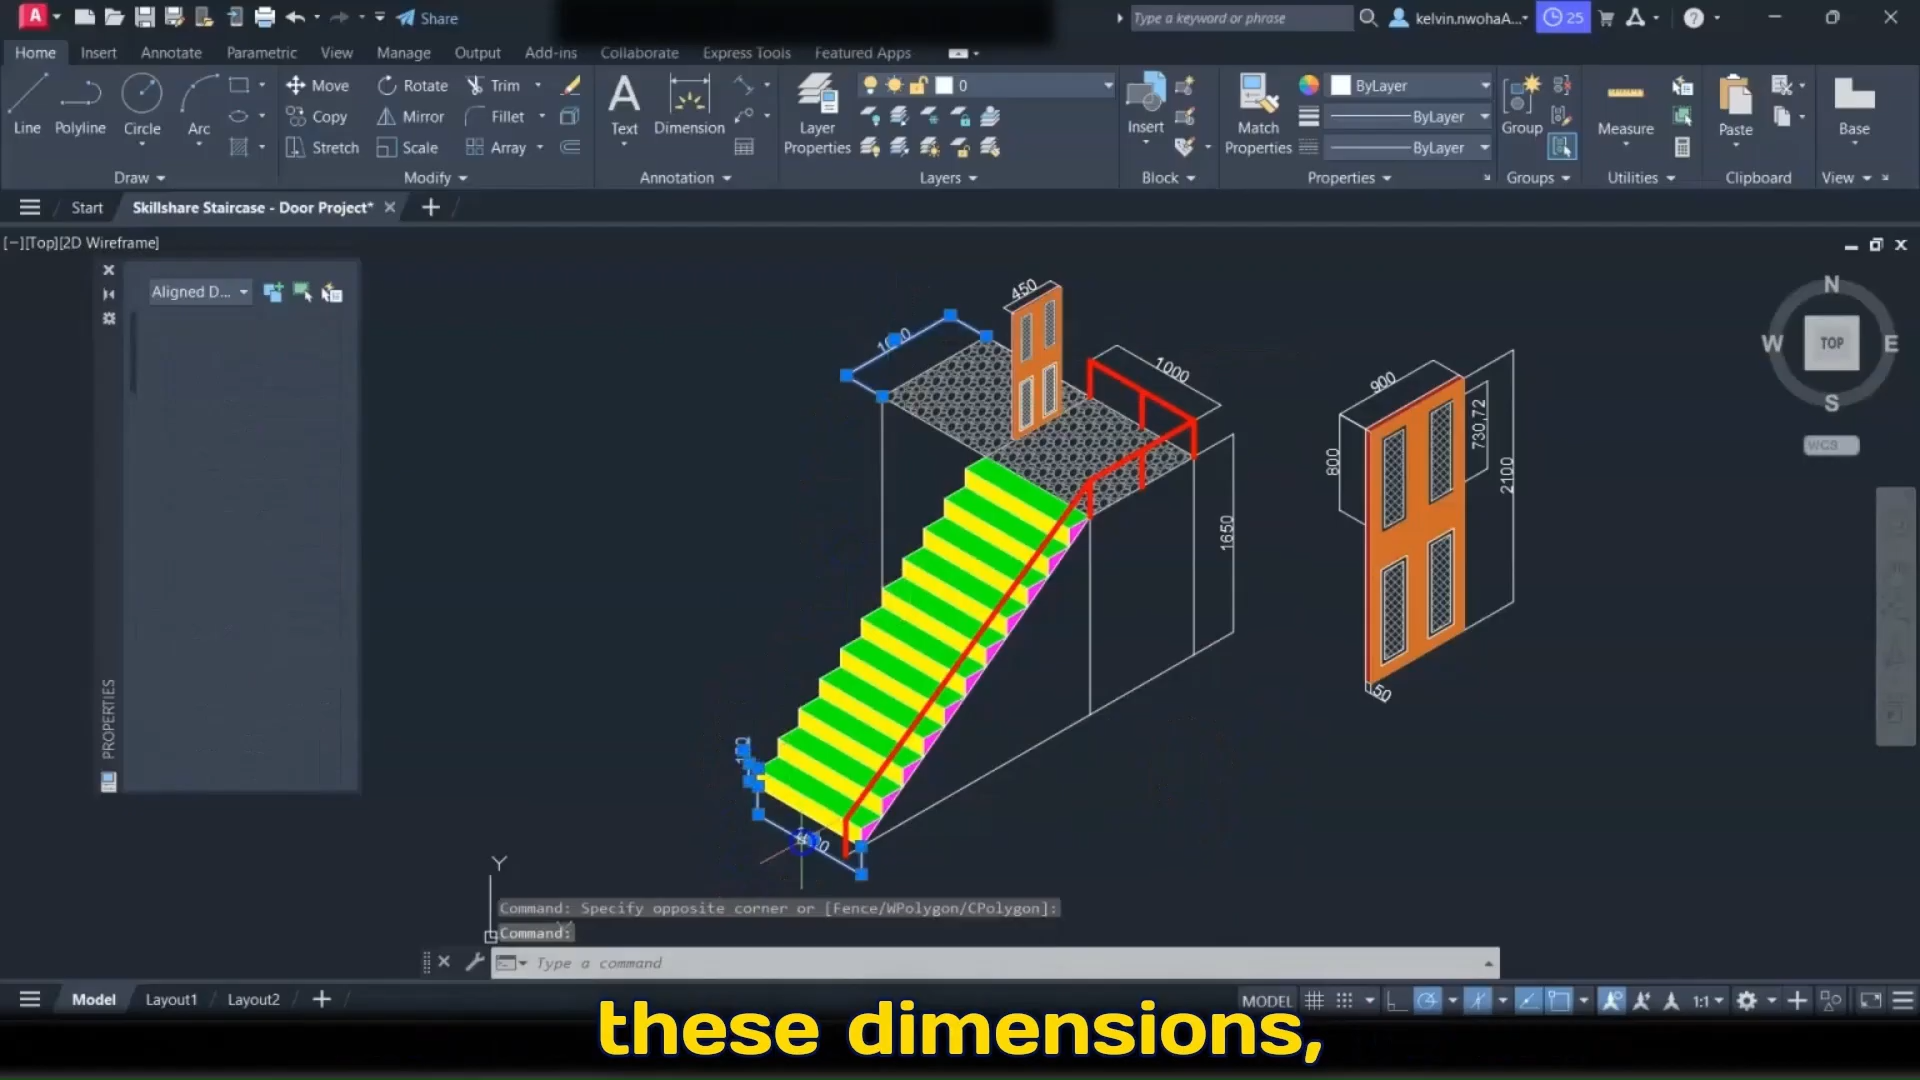 A Share Type a keyword or phrase kelvin.nwohaA... 25
Home Insert Annotate Parametric View Manage Output Add-ins Collaborate Express Tools Featured Apps
Line Polyline Circle Arc
Move Rotate Trim
Copy Mirror Fillet
Stretch Scale Array
Text Dimension
Layer Properties
0
Insert
Match Properties
ByLayer
ByLayer
ByLayer
Group Measure Paste Base
Draw Modify Annotation Layers Block Properties Groups Utilities Clipboard View
Start Skillshare Staircase - Door Project*
[−][Top][2D Wireframe]
Aligned D...
PROPERTIES
N
W TOP E
S
WCS
450
1000
1650
900
800
730,72
2100
50
Y
Command: Specify opposite corner or [Fence/WPolygon/CPolygon]:
Command:
Type a command
Model Layout1 Layout2
MODEL 1:1
these dimensions,